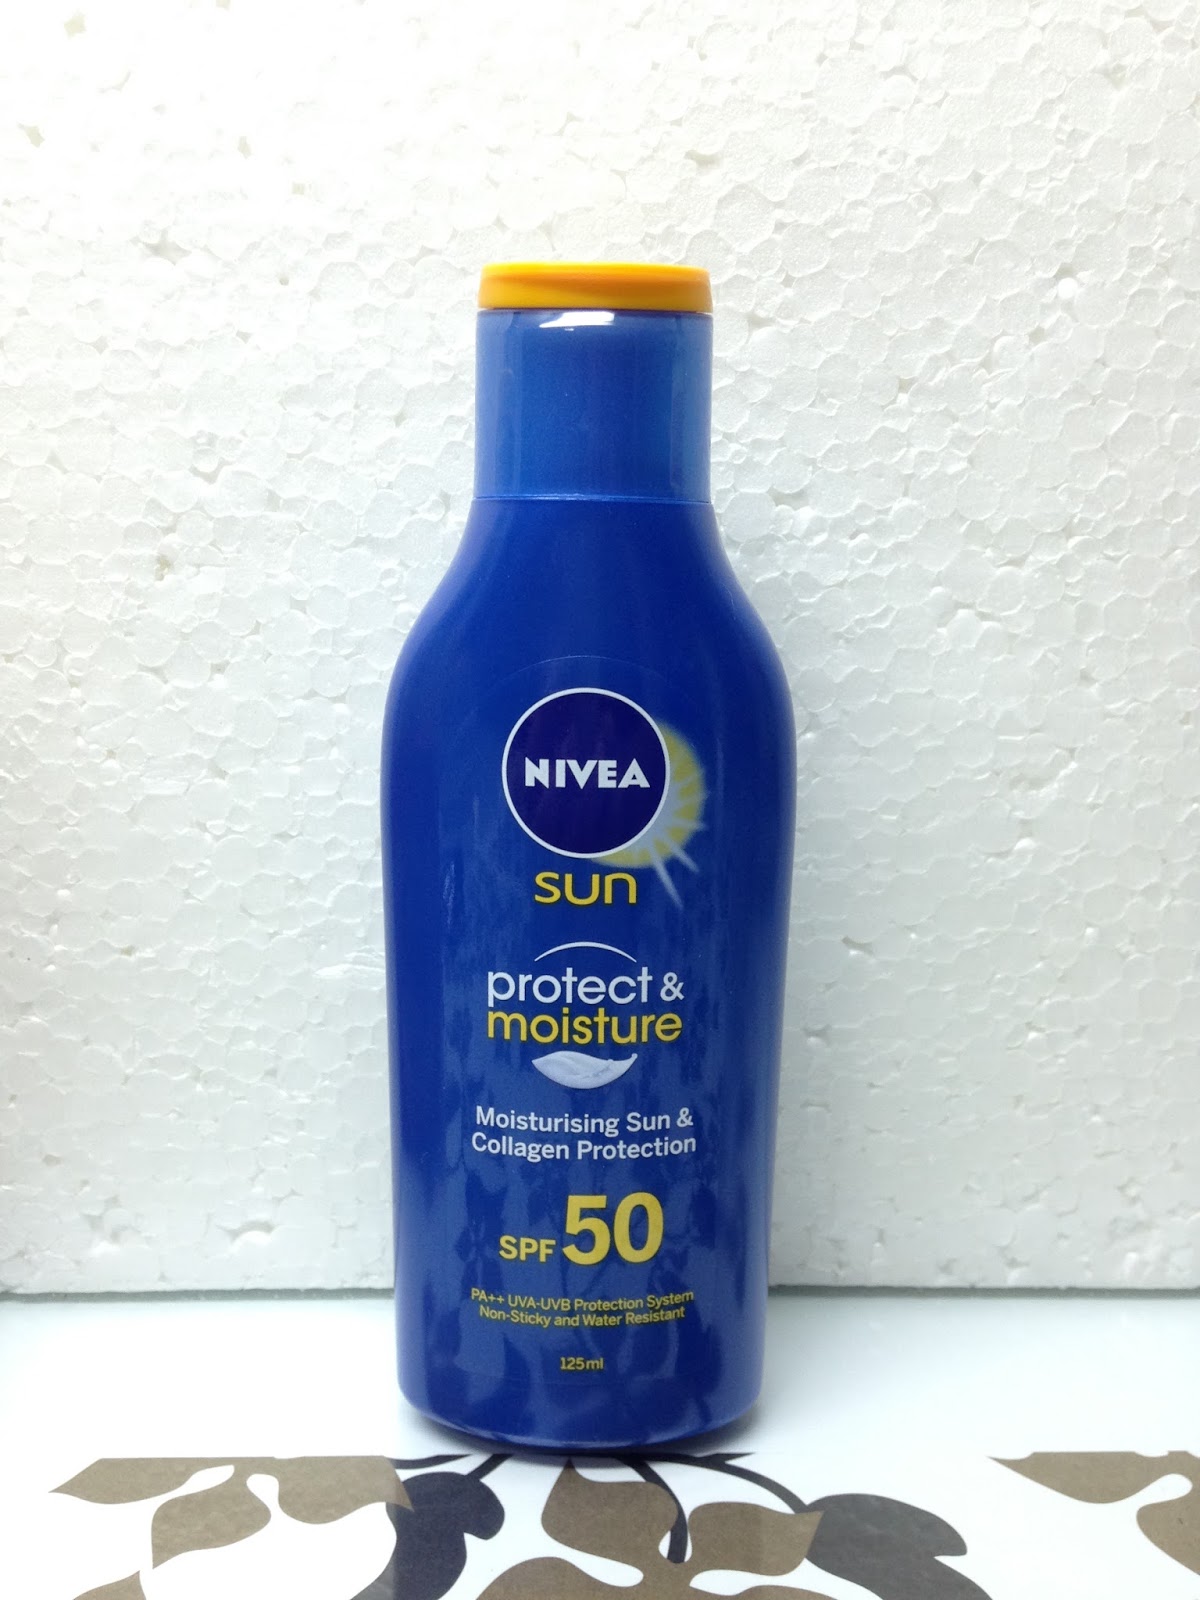 NIVEA
sun
protect &
moisture
Moisturising Sun &
Collagen Protection
SPF 50
PA++ UVA-UVB Protection System
Non-Sticky and Water Resistant
125ml